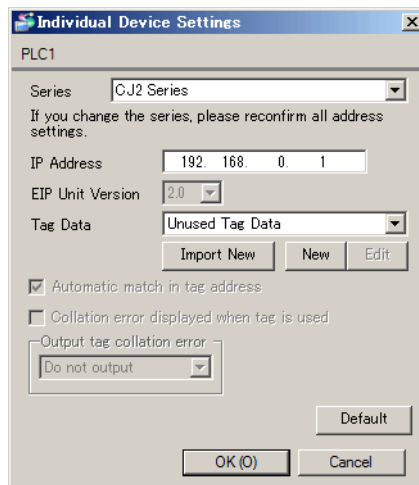 Individual Device Settings
PLC1
Series CJ2 Series
If you change the series, please reconfirm all address
settings.
IP Address 192. 168. 0. 1
EIP Unit Version 2.0
Tag Data Unused Tag Data
Import New New Edit
Automatic match in tag address
Collation error displayed when tag is used
Output tag collation error
Do not output
Default
OK (O) Cancel